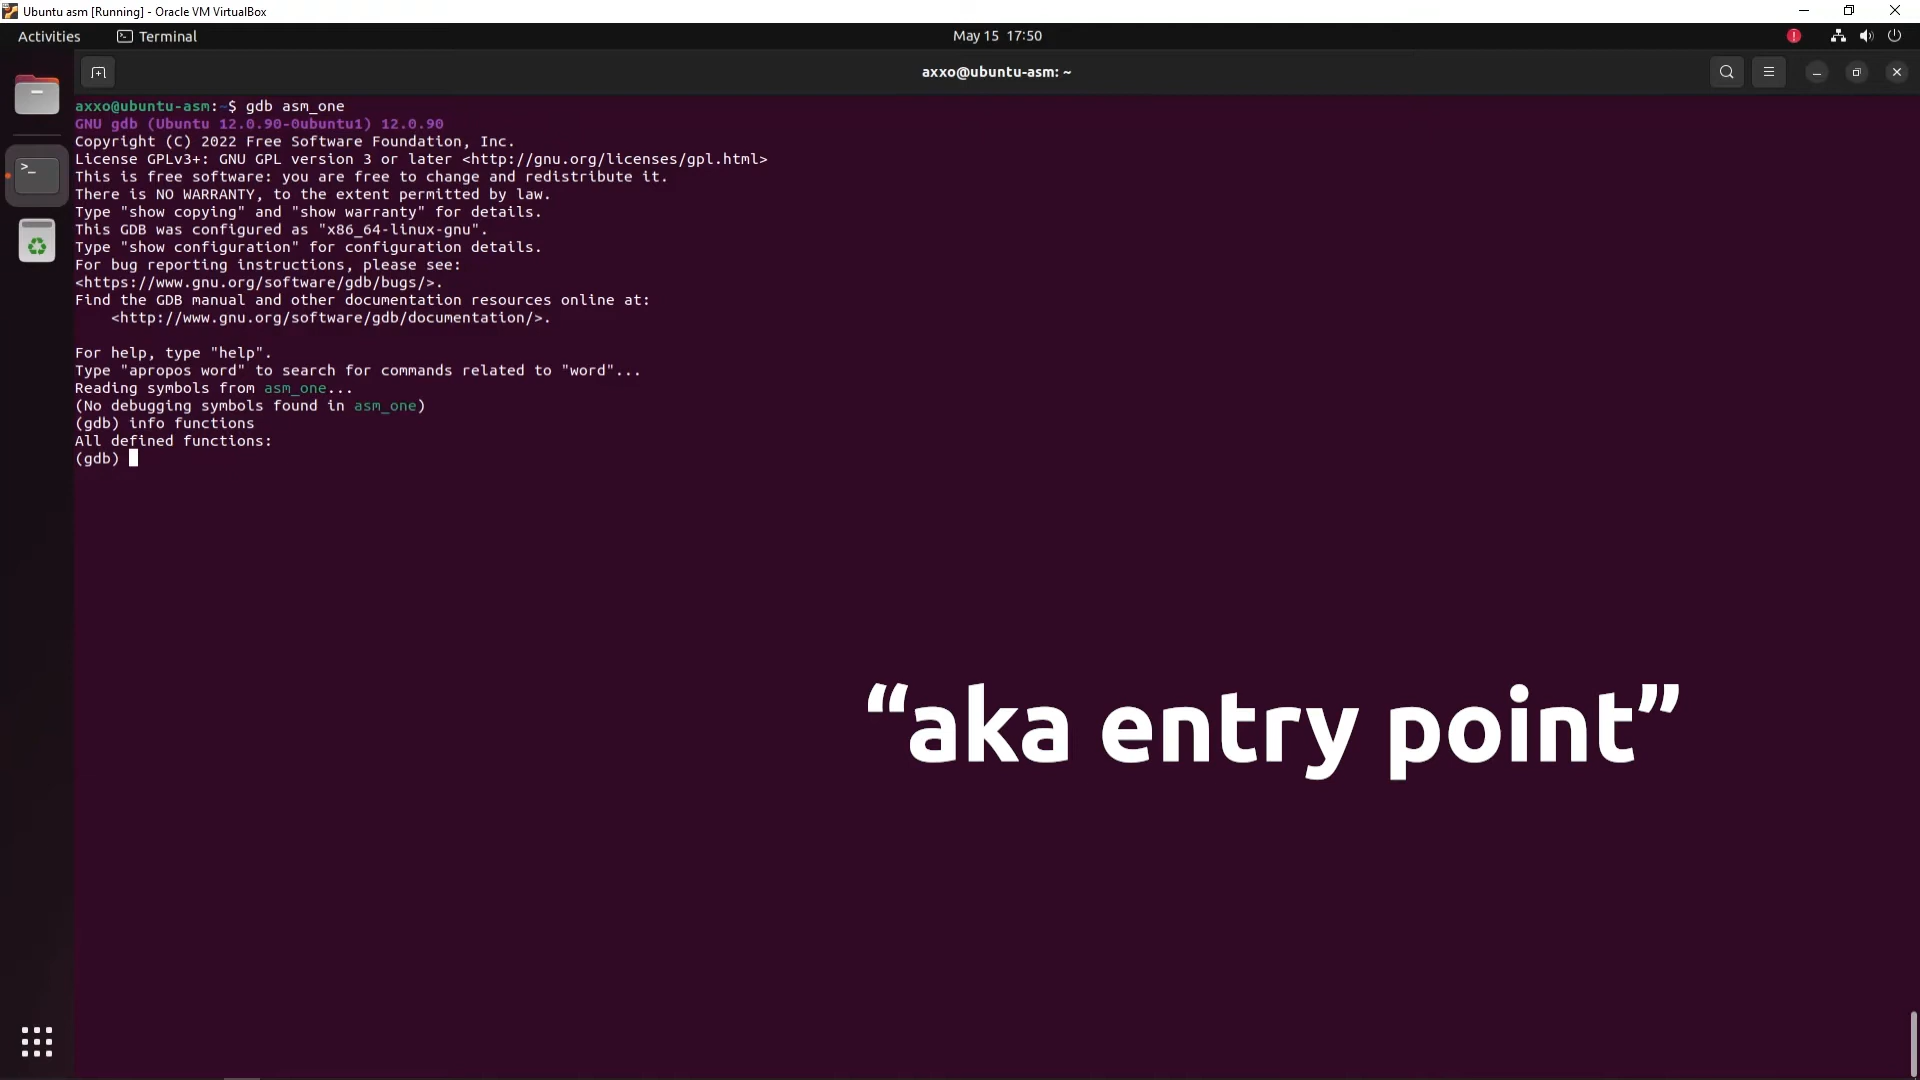 Ubuntu asm [Running] - Oracle VM VirtualBox
Activities
Terminal
May 15 17:50
axxo@ubuntu-asm: ~
axxo@ubuntu-asm:~$ gdb asm_one
GNU gdb (Ubuntu 12.0.90-0ubuntu1) 12.0.90
Copyright (C) 2022 Free Software Foundation, Inc.
License GPLv3+: GNU GPL version 3 or later <http://gnu.org/licenses/gpl.html>
This is free software: you are free to change and redistribute it.
There is NO WARRANTY, to the extent permitted by law.
Type "show copying" and "show warranty" for details.
This GDB was configured as "x86_64-linux-gnu".
Type "show configuration" for configuration details.
For bug reporting instructions, please see:
<https://www.gnu.org/software/gdb/bugs/>.
Find the GDB manual and other documentation resources online at:
    <http://www.gnu.org/software/gdb/documentation/>.
For help, type "help".
Type "apropos word" to search for commands related to "word"...
Reading symbols from asm_one...
(No debugging symbols found in asm_one)
(gdb) info functions
All defined functions:
(gdb)
“aka entry point”